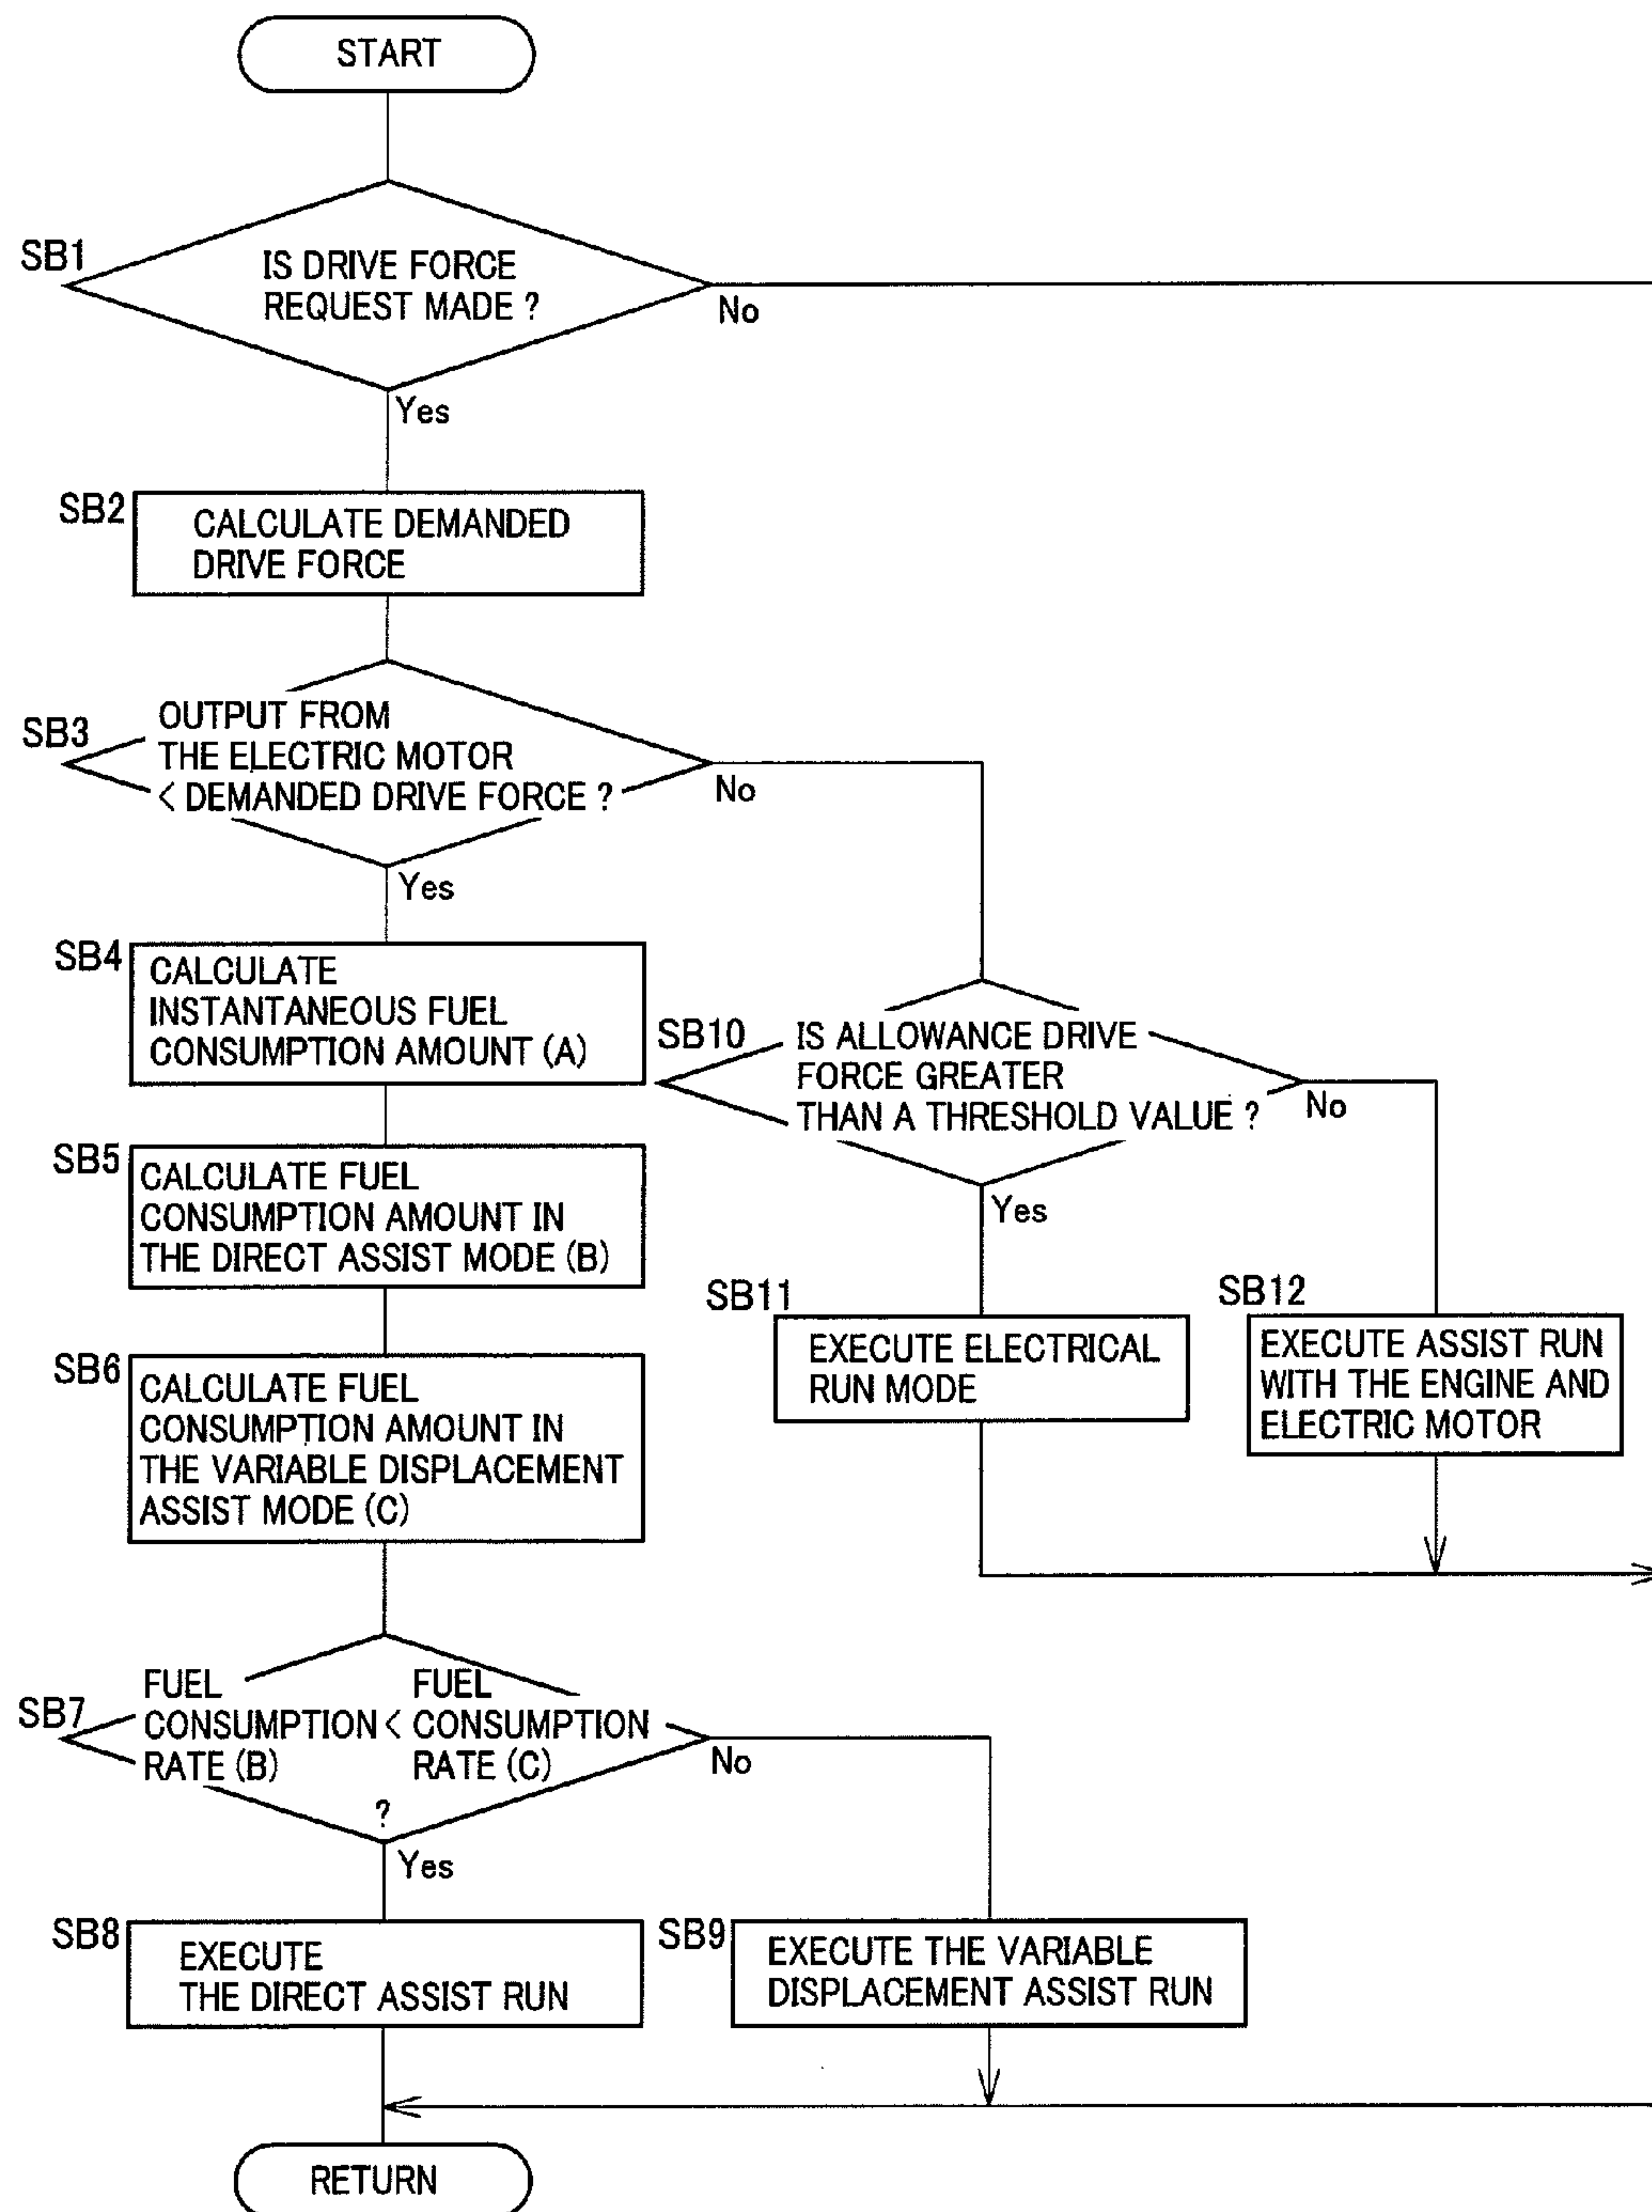 START
SB1
IS DRIVE FORCE
REQUEST MADE ?
No
Yes
SB2
CALCULATE DEMANDED
DRIVE FORCE
SB3
OUTPUT FROM
THE ELECTRIC MOTOR
< DEMANDED DRIVE FORCE ?
No
Yes
SB4
CALCULATE
INSTANTANEOUS FUEL
CONSUMPTION AMOUNT (A)
SB10
IS ALLOWANCE DRIVE
FORCE GREATER
THAN A THRESHOLD VALUE ?
No
Yes
SB5
CALCULATE FUEL
CONSUMPTION AMOUNT IN
THE DIRECT ASSIST MODE (B)
SB11
EXECUTE ELECTRICAL
RUN MODE
SB12
EXECUTE ASSIST RUN
WITH THE ENGINE AND
ELECTRIC MOTOR
SB6
CALCULATE FUEL
CONSUMPTION AMOUNT IN
THE VARIABLE DISPLACEMENT
ASSIST MODE (C)
SB7
FUEL FUEL
CONSUMPTION < CONSUMPTION
RATE (B) RATE (C)
?
No
Yes
SB8
EXECUTE
THE DIRECT ASSIST RUN
SB9
EXECUTE THE VARIABLE
DISPLACEMENT ASSIST RUN
RETURN